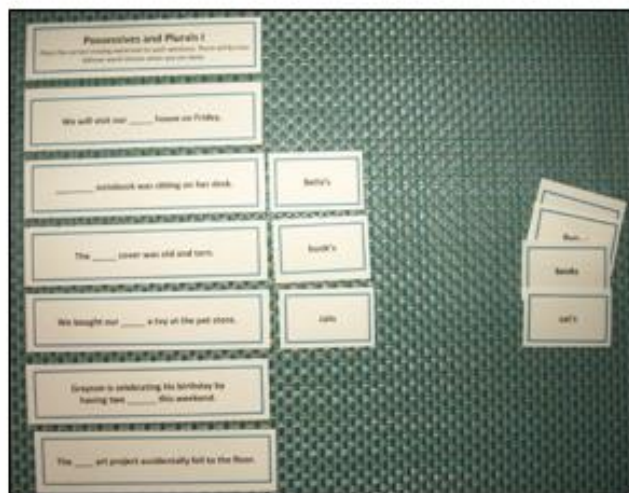 Possessives and Plurals I
We will visit our _____ house on Friday.
_______ notebook was sitting on her desk.
Bella's
The _____ cover was old and torn.
book's
books
We bought our _____ a toy at the pet store.
cats
cat's
Grayson is celebrating his birthday by
having two ______ this weekend.
The ____ art project accidentally fell to the floor.